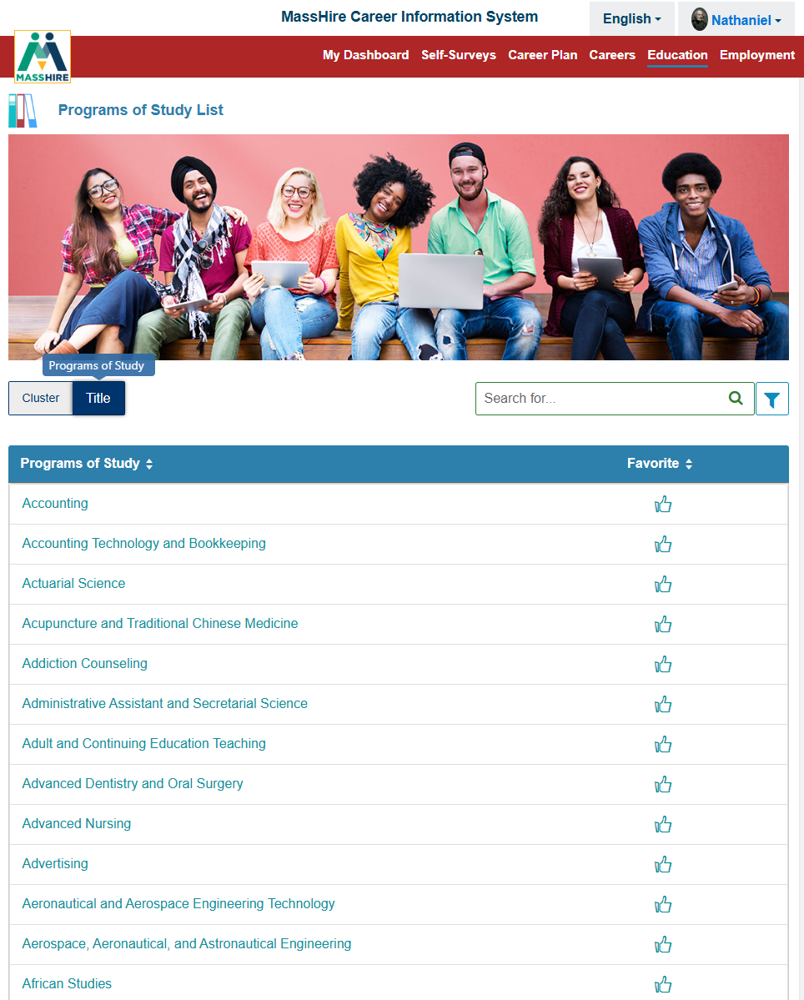 MassHire Career Information System
English
Nathaniel
MASSHIRE
My Dashboard Self-Surveys Career Plan Careers Education Employment
Programs of Study List
Programs of Study
Cluster Title
Search for...
Programs of Study Favorite
Accounting
Accounting Technology and Bookkeeping
Actuarial Science
Acupuncture and Traditional Chinese Medicine
Addiction Counseling
Administrative Assistant and Secretarial Science
Adult and Continuing Education Teaching
Advanced Dentistry and Oral Surgery
Advanced Nursing
Advertising
Aeronautical and Aerospace Engineering Technology
Aerospace, Aeronautical, and Astronautical Engineering
African Studies